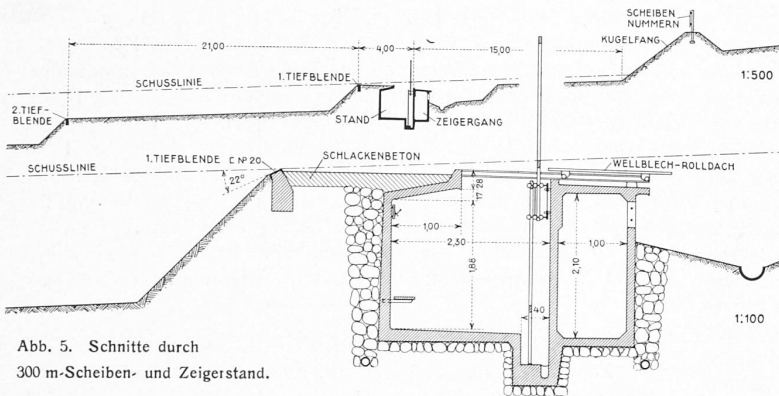 SCHEIBEN
NUMMERN
KUGELFANG
21,00
4,00
15,00
1:500
SCHUSSLINIE
1.TIEFBLENDE
2.TIEF-
BLENDE
STAND
ZEIGERGANG
SCHUSSLINIE
1.TIEFBLENDE
C Nº 20
SCHLACKENBETON
WELLBLECH-ROLLDACH
22°
17
28
1,00
2,30
1,88
1,00
2,10
1:100
Abb. 5. Schnitte durch
300 m-Scheiben- und Zeigerstand.